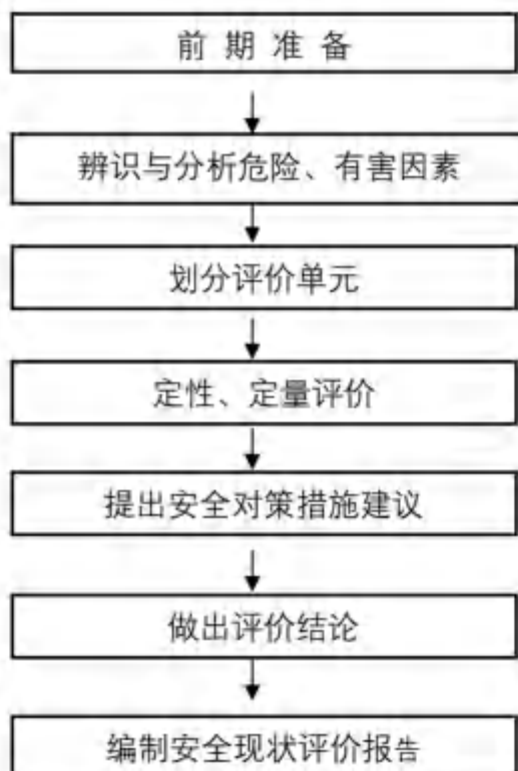 前 期 准 备
辨识与分析危险、有害因素
划分评价单元
定性、定量评价
提出安全对策措施建议
做出评价结论
编制安全现状评价报告